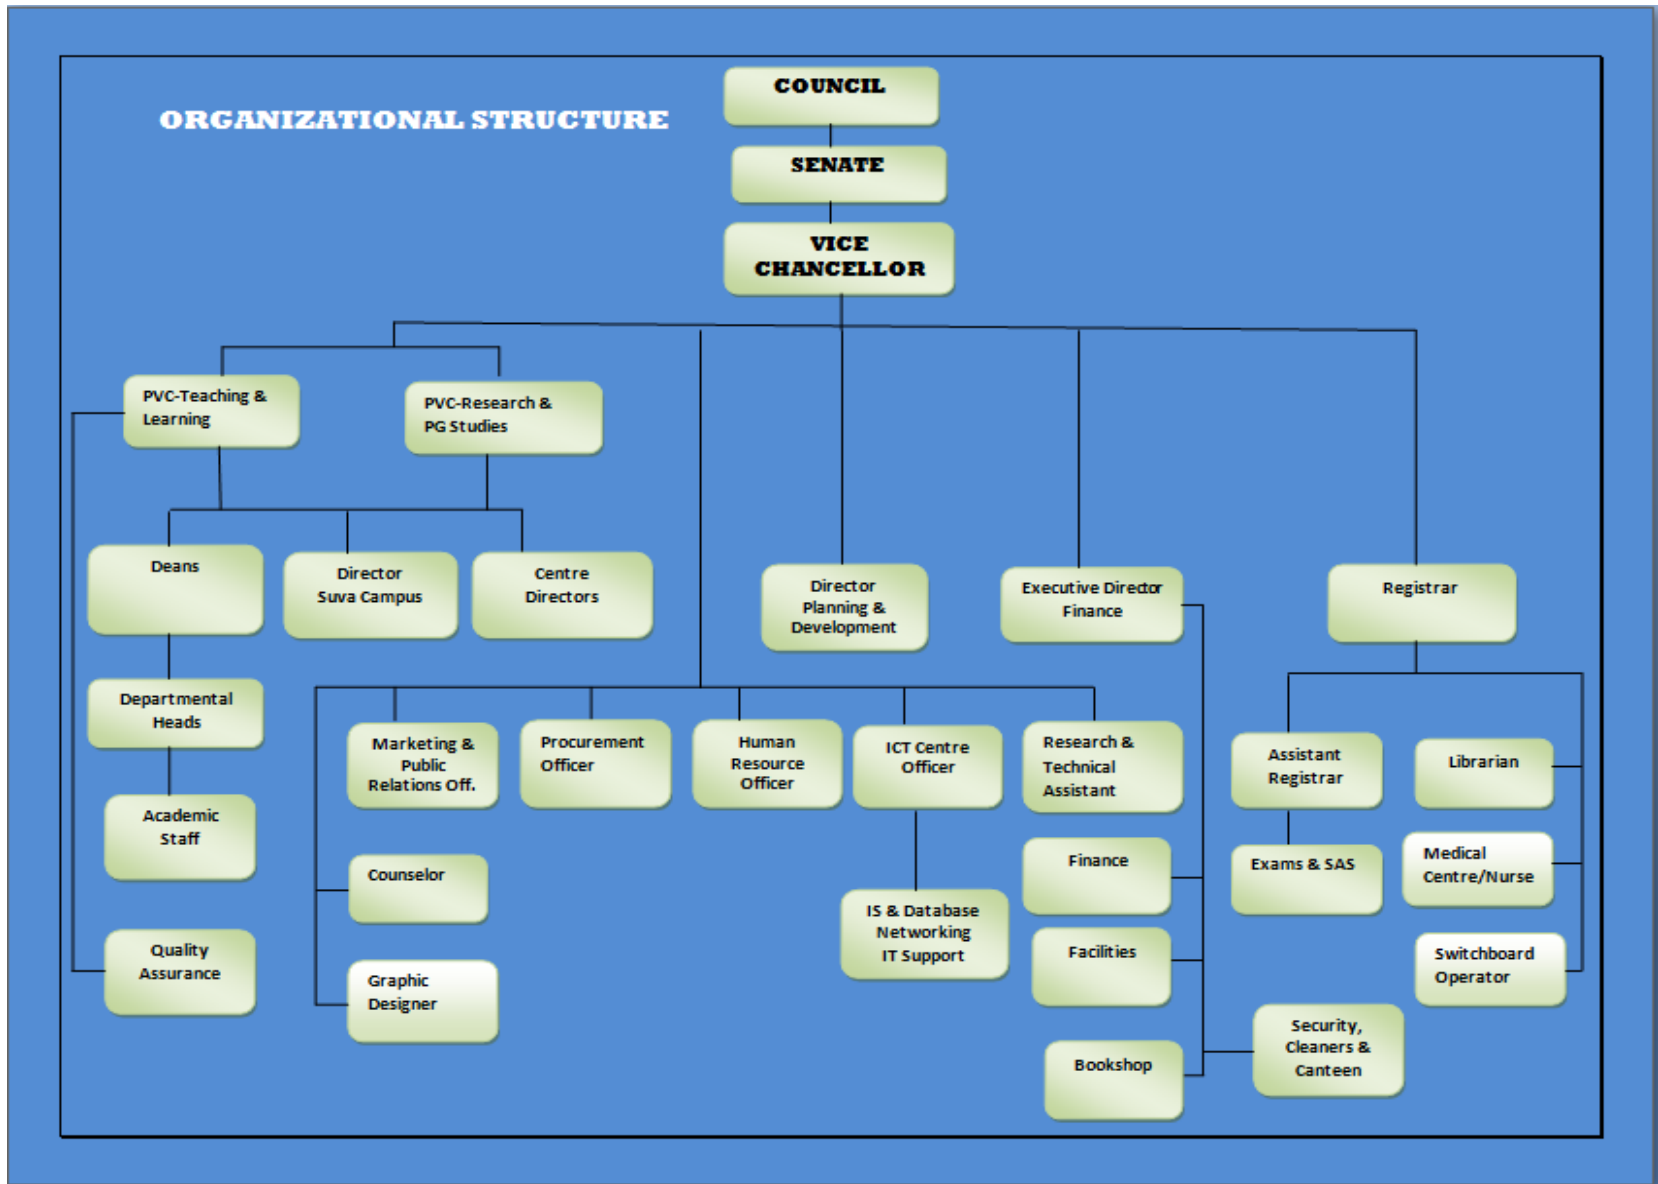 COUNCIL
ORGANIZATIONAL STRUCTURE
SENATE
VICE
CHANCELLOR
PVC-Teaching &
Learning
PVC-Research &
PG Studies
Deans
Director
Suva Campus
Centre
Directors
Director
Planning &
Development
Executive Director
Finance
Registrar
Departmental
Heads
Marketing &
Public
Relations Off.
Procurement
Officer
Human
Resource
Officer
ICT Centre
Officer
Research &
Technical
Assistant
Assistant
Registrar
Librarian
Academic
Staff
Counselor
Finance
Exams & SAS
Medical
Centre/Nurse
IS & Database
Networking
IT Support
Facilities
Quality
Assurance
Graphic
Designer
Switchboard
Operator
Bookshop
Security,
Cleaners &
Canteen